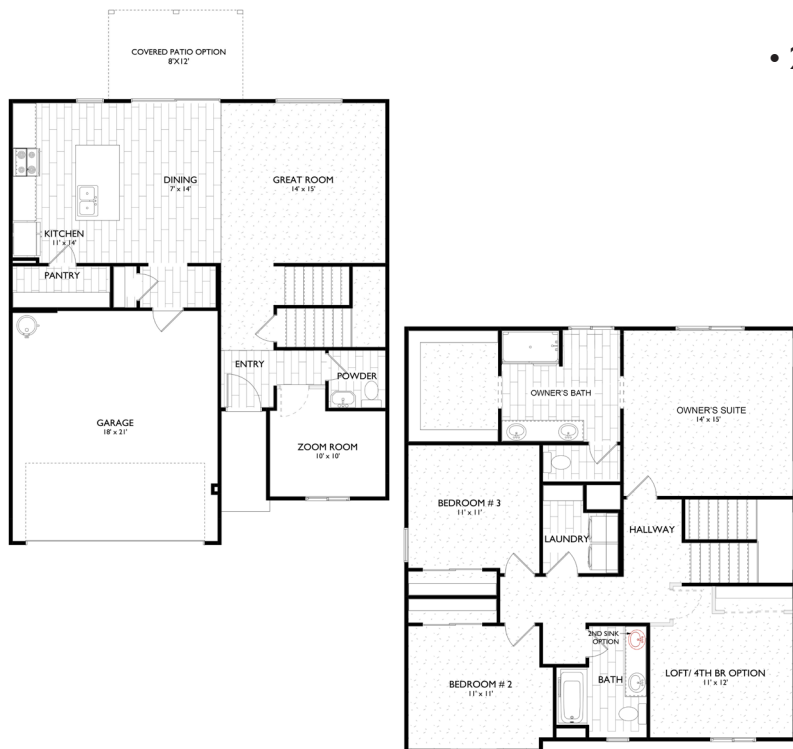 COVERED PATIO OPTION
8'X12'
•
DINING
7' x 14'
GREAT ROOM
14' x 15'
KITCHEN
11' x 14'
PANTRY
ENTRY
POWDER
GARAGE
18' x 21'
ZOOM ROOM
10' x 10'
OWNER'S BATH
OWNER'S SUITE
14' x 15'
BEDROOM # 3
11' x 11'
LAUNDRY
HALLWAY
2ND SINK
OPTION
BATH
BEDROOM # 2
11' x 11'
LOFT/ 4TH BR OPTION
11' x 12'